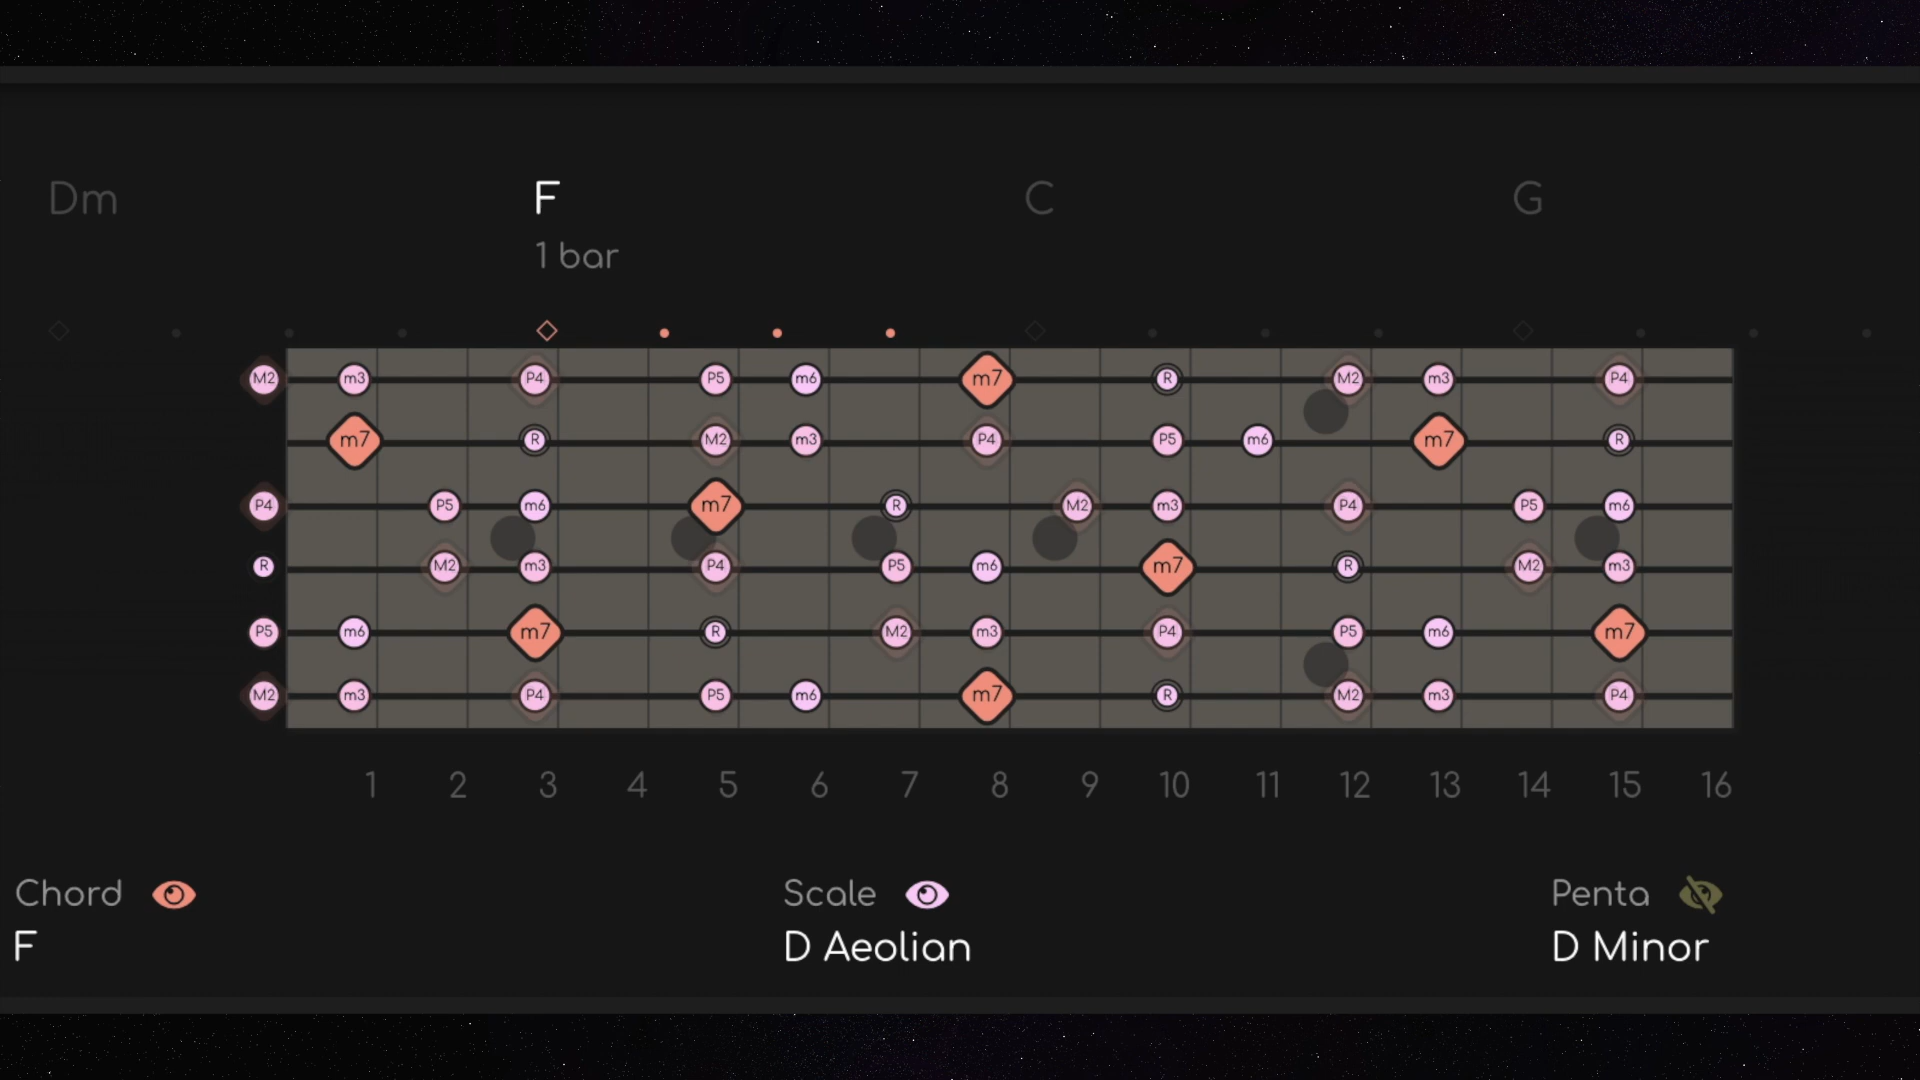 Dm F C G
1 bar
M2 m3 P4 P5 m6 m7 R M2 m3 P4
m7 R M2 m3 P4 P5 m6 m7 R
P4 P5 m6 m7 R M2 m3 P4 P5 m6
R M2 m3 P4 P5 m6 m7 R M2 m3
P5 m6 m7 R M2 m3 P4 P5 m6 m7
M2 m3 P4 P5 m6 m7 R M2 m3 P4
1 2 3 4 5 6 7 8 9 10 11 12 13 14 15 16
Chord Scale Penta
F D Aeolian D Minor